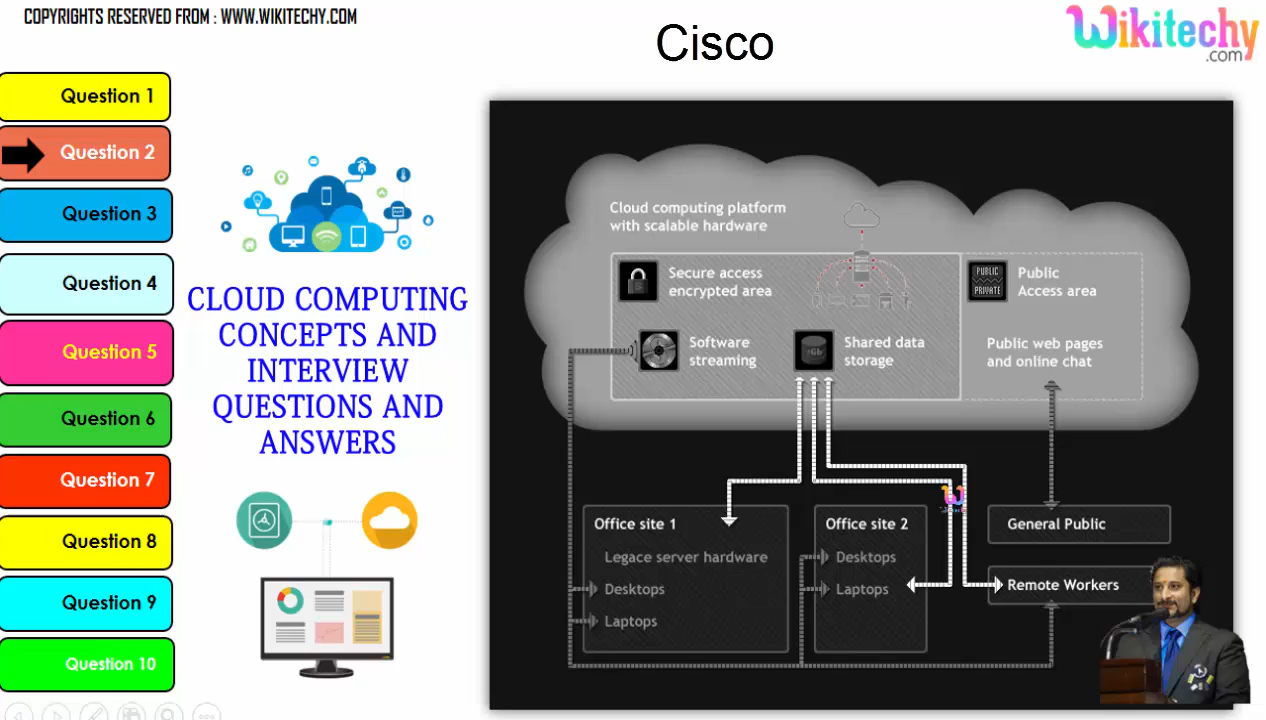 COPYRIGHTS RESERVED FROM : WWW.WIKITECHY.COM
Cisco
Wikitechy
.com
Question 1
Question 2
Question 3
Question 4
Question 5
Question 6
Question 7
Question 8
Question 9
Question 10
CLOUD COMPUTING
CONCEPTS AND
INTERVIEW
QUESTIONS AND
ANSWERS
Cloud computing platform
with scalable hardware
Secure access
encrypted area
PUBLIC
PRIVATE
Public
Access area
Software
streaming
Shared data
storage
Public web pages
and online chat
Office site 1
Legace server hardware
Desktops
Laptops
Office site 2
Desktops
Laptops
General Public
Remote Workers